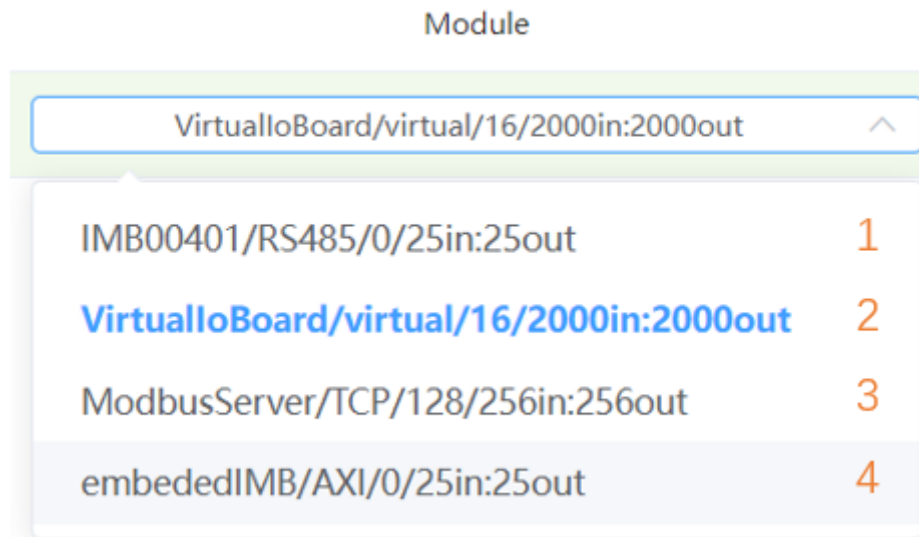 Module
VirtualIoBoard/virtual/16/2000in:2000out
IMB00401/RS485/0/25in:25out 1
VirtualIoBoard/virtual/16/2000in:2000out 2
ModbusServer/TCP/128/256in:256out 3
embededIMB/AXI/0/25in:25out 4